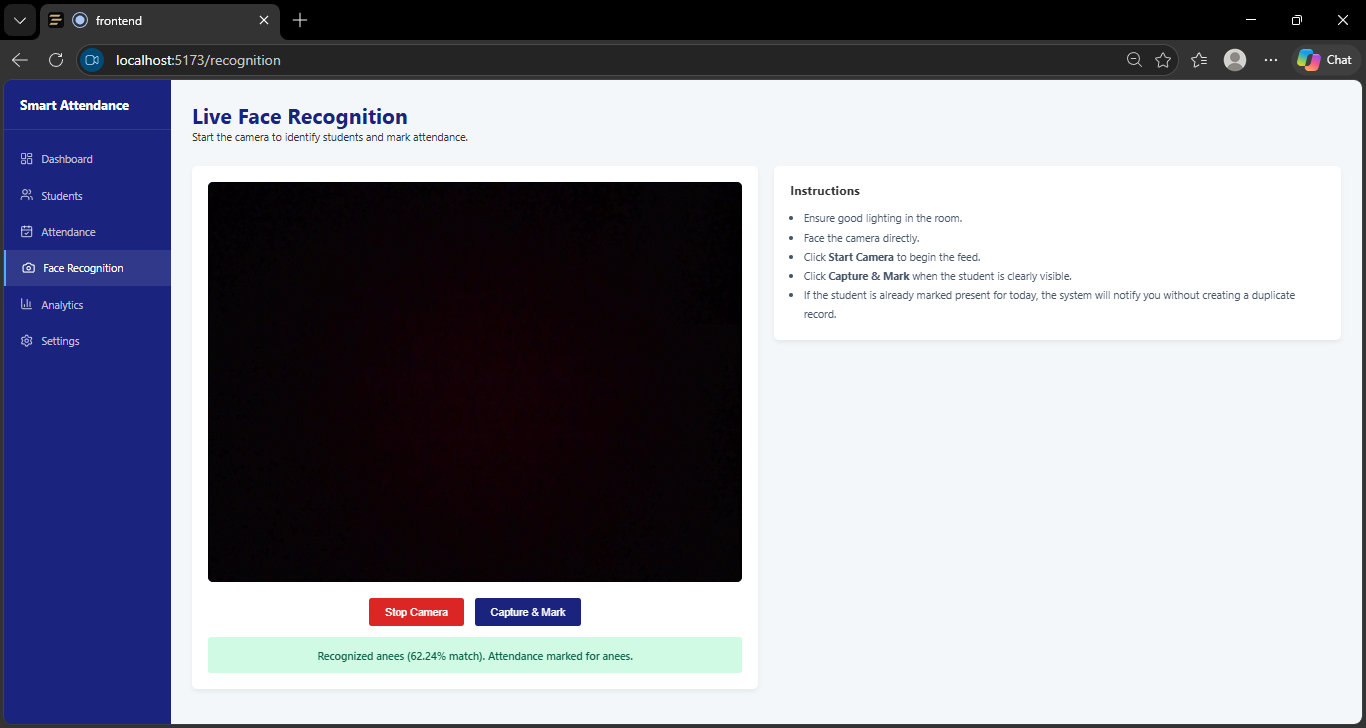 frontend
localhost:5173/recognition
Chat
Smart Attendance
Dashboard
Students
Attendance
Face Recognition
Analytics
Settings
Live Face Recognition
Start the camera to identify students and mark attendance.
Stop Camera
Capture & Mark
Recognized anees (62.24% match). Attendance marked for anees.
Instructions
Ensure good lighting in the room.
Face the camera directly.
Click Start Camera to begin the feed.
Click Capture & Mark when the student is clearly visible.
If the student is already marked present for today, the system will notify you without creating a duplicate
record.